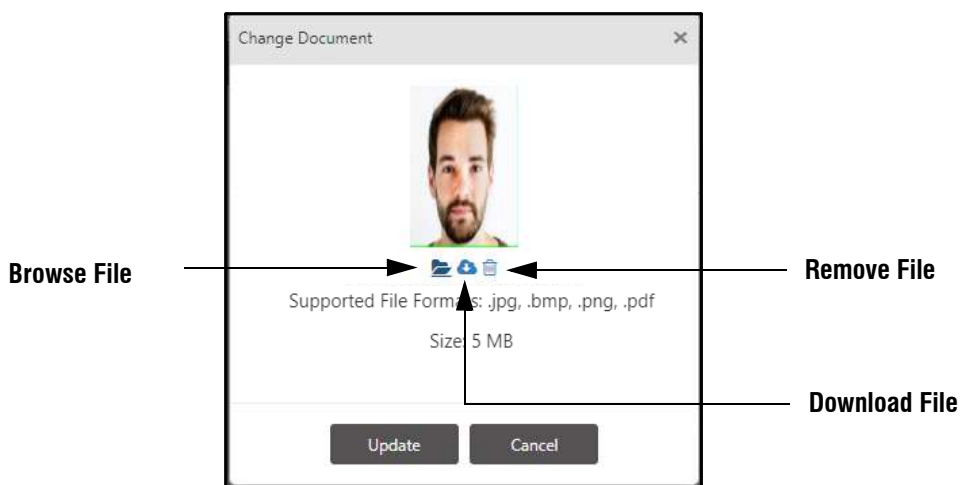 Change Document ×
Browse File
Remove File
Supported File Formats: .jpg, .bmp, .png, .pdf
Size: 5 MB
Download File
Update Cancel